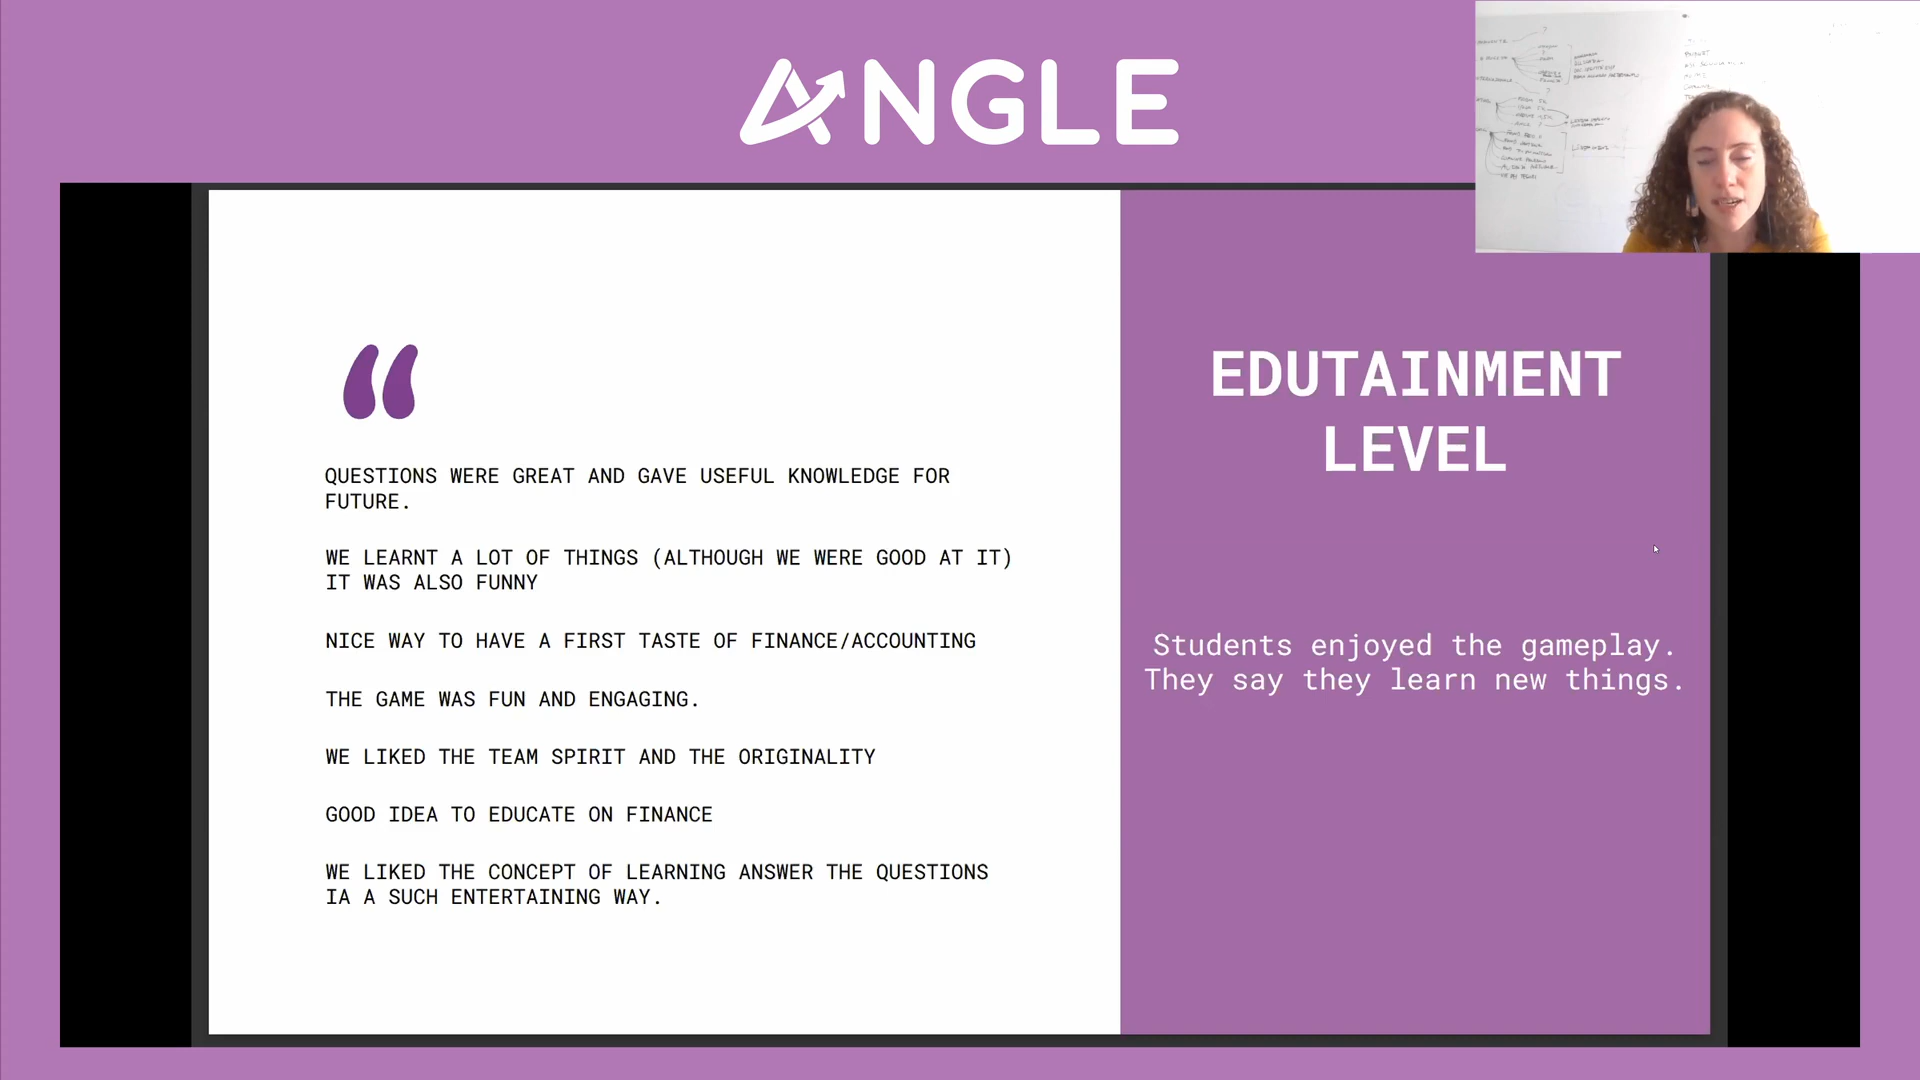 ANGLE
EDUTAINMENT
LEVEL
QUESTIONS WERE GREAT AND GAVE USEFUL KNOWLEDGE FOR
FUTURE.
WE LEARNT A LOT OF THINGS (ALTHOUGH WE WERE GOOD AT IT)
IT WAS ALSO FUNNY
NICE WAY TO HAVE A FIRST TASTE OF FINANCE/ACCOUNTING
THE GAME WAS FUN AND ENGAGING.
WE LIKED THE TEAM SPIRIT AND THE ORIGINALITY
GOOD IDEA TO EDUCATE ON FINANCE
WE LIKED THE CONCEPT OF LEARNING ANSWER THE QUESTIONS
IA A SUCH ENTERTAINING WAY.
Students enjoyed the gameplay.
They say they learn new things.